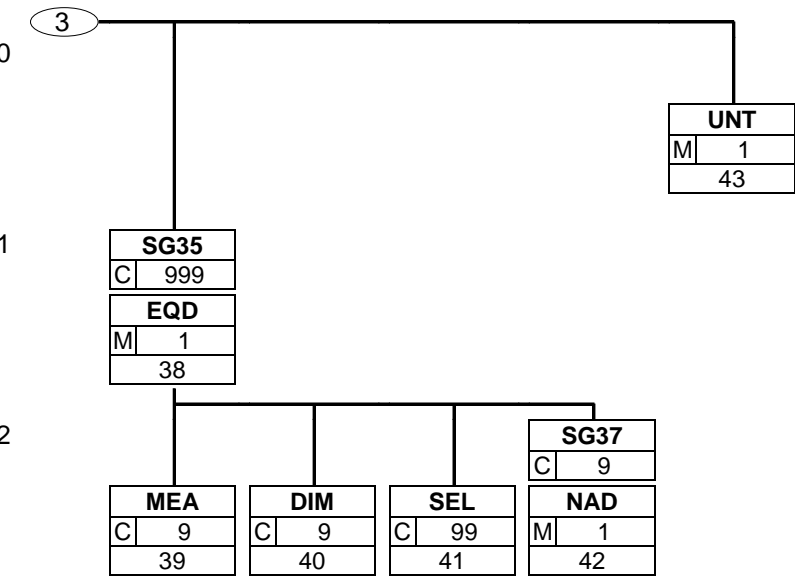 3
0
UNT
M 1
43
1
SG35
C 999
EQD
M 1
38
2
SG37
C 9
MEA DIM SEL NAD
C 9 C 9 C 99 M 1
39 40 41 42